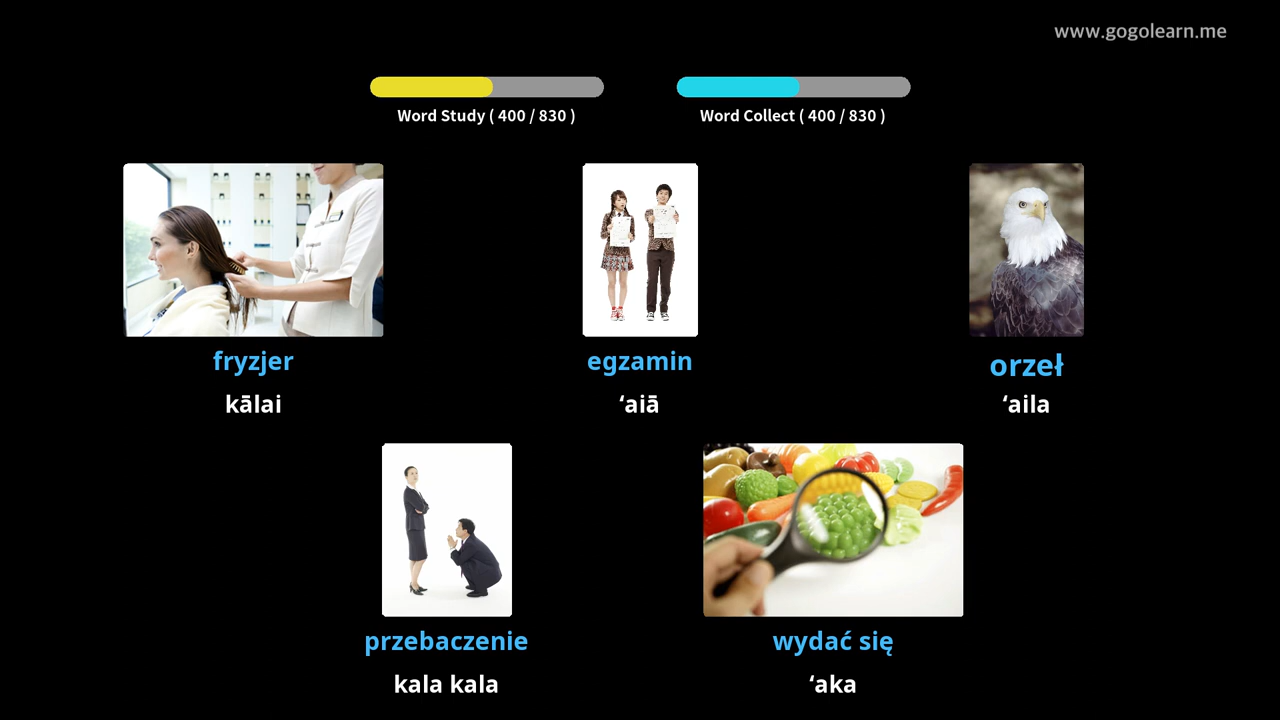 www.gogolearn.me
Word Study ( 400 / 830 )
Word Collect ( 400 / 830 )
fryzjer
kālai
egzamin
ʻaiā
orzeł
ʻaila
przebaczenie
kala kala
wydać się
ʻaka